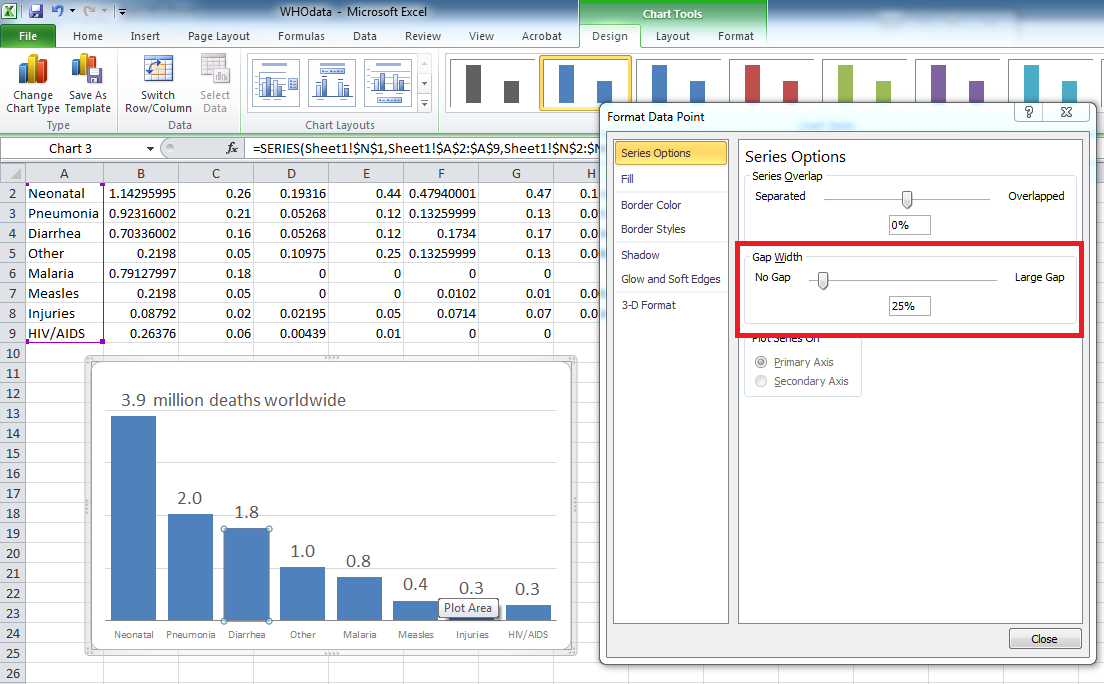 WHOdata - Microsoft Excel
Chart Tools
File Home Insert Page Layout Formulas Data Review View Acrobat Design Layout Format
Change Chart Type
Save As Template
Switch Row/Column
Select Data
Type Data Chart Layouts
Chart 3 fx =SERIES(Sheet1!$N$1,Sheet1!$A$2:$A$9,Sheet1!$N$2:$N
A B C D E F G H
2 Neonatal 1.14295995 0.26 0.19316 0.44 0.47940001 0.47
3 Pneumonia 0.92316002 0.21 0.05268 0.12 0.13259999 0.13
4 Diarrhea 0.70336002 0.16 0.05268 0.12 0.1734 0.17
5 Other 0.2198 0.05 0.10975 0.25 0.13259999 0.13
6 Malaria 0.79127997 0.18 0 0 0 0
7 Measles 0.2198 0.05 0 0 0.0102 0.01
8 Injuries 0.08792 0.02 0.02195 0.05 0.0714 0.07
9 HIV/AIDS 0.26376 0.06 0.00439 0.01 0 0
10
11
12
13
14
15
16
17
18
19
20
21
22
23
24
25
26
3.9 million deaths worldwide
2.0
1.8
1.0
0.8
0.4
0.3
0.3
Plot Area
Neonatal Pneumonia Diarrhea Other Malaria Measles Injuries HIV/AIDS
Format Data Point
?
Series Options
Fill
Border Color
Border Styles
Shadow
Glow and Soft Edges
3-D Format
Series Options
Series Overlap
Separated Overlapped
0%
Gap Width
No Gap Large Gap
25%
Plot Series On
Primary Axis
Secondary Axis
Close